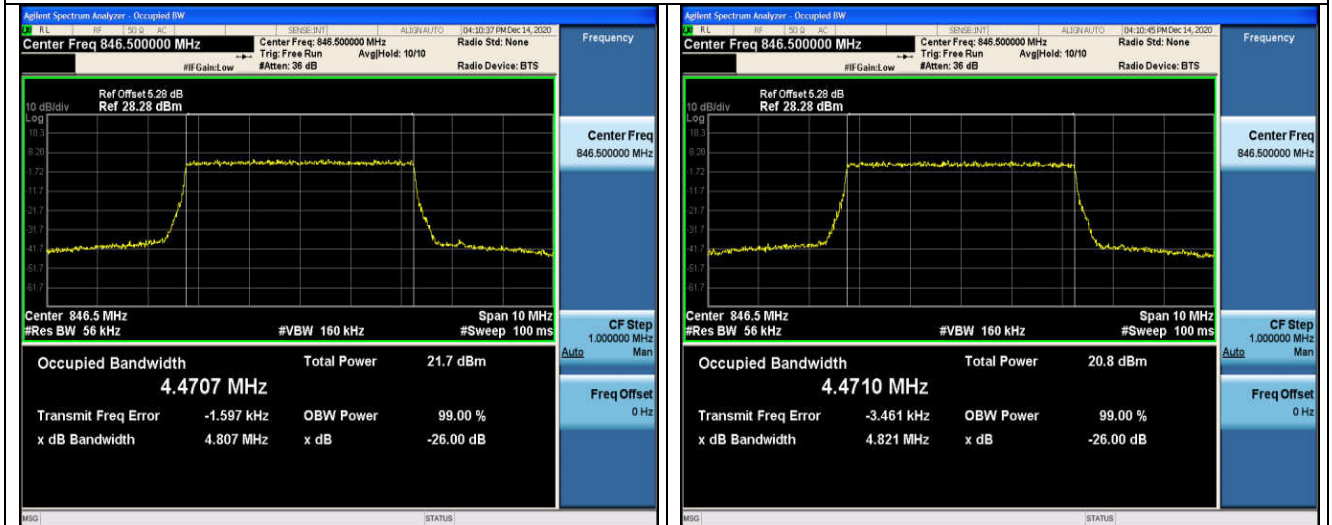 Agilent Spectrum Analyzer - Occupied BW
RL RF 50 Ω AC SENSE:INT ALIGN AUTO 04:10:37 PM Dec 14, 2020
Center Freq 846.500000 MHz
Center Freq: 846.500000 MHz
Radio Std: None
Trig: Free Run Avg|Hold: 10/10
#IFGain:Low #Atten: 36 dB Radio Device: BTS
Ref Offset 5.28 dB
10 dB/div Ref 28.28 dBm
Log
18.3
8.28
-1.72
-11.7
-21.7
-31.7
-41.7
-51.7
-61.7
Center 846.5 MHz Span 10 MHz
#Res BW 56 kHz #VBW 160 kHz #Sweep 100 ms
Occupied Bandwidth Total Power 21.7 dBm
4.4707 MHz
Transmit Freq Error -1.597 kHz OBW Power 99.00 %
x dB Bandwidth 4.807 MHz x dB -26.00 dB
MSG STATUS
Frequency
Center Freq
846.500000 MHz
CF Step
1.000000 MHz
Auto Man
Freq Offset
0 Hz
Agilent Spectrum Analyzer - Occupied BW
RL RF 50 Ω AC SENSE:INT ALIGN AUTO 04:10:45 PM Dec 14, 2020
Center Freq 846.500000 MHz
Center Freq: 846.500000 MHz
Radio Std: None
Trig: Free Run Avg|Hold: 10/10
#IFGain:Low #Atten: 36 dB Radio Device: BTS
Ref Offset 5.28 dB
10 dB/div Ref 28.28 dBm
Log
18.3
8.28
-1.72
-11.7
-21.7
-31.7
-41.7
-51.7
-61.7
Center 846.5 MHz Span 10 MHz
#Res BW 56 kHz #VBW 160 kHz #Sweep 100 ms
Occupied Bandwidth Total Power 20.8 dBm
4.4710 MHz
Transmit Freq Error -3.461 kHz OBW Power 99.00 %
x dB Bandwidth 4.821 MHz x dB -26.00 dB
MSG STATUS
Frequency
Center Freq
846.500000 MHz
CF Step
1.000000 MHz
Auto Man
Freq Offset
0 Hz